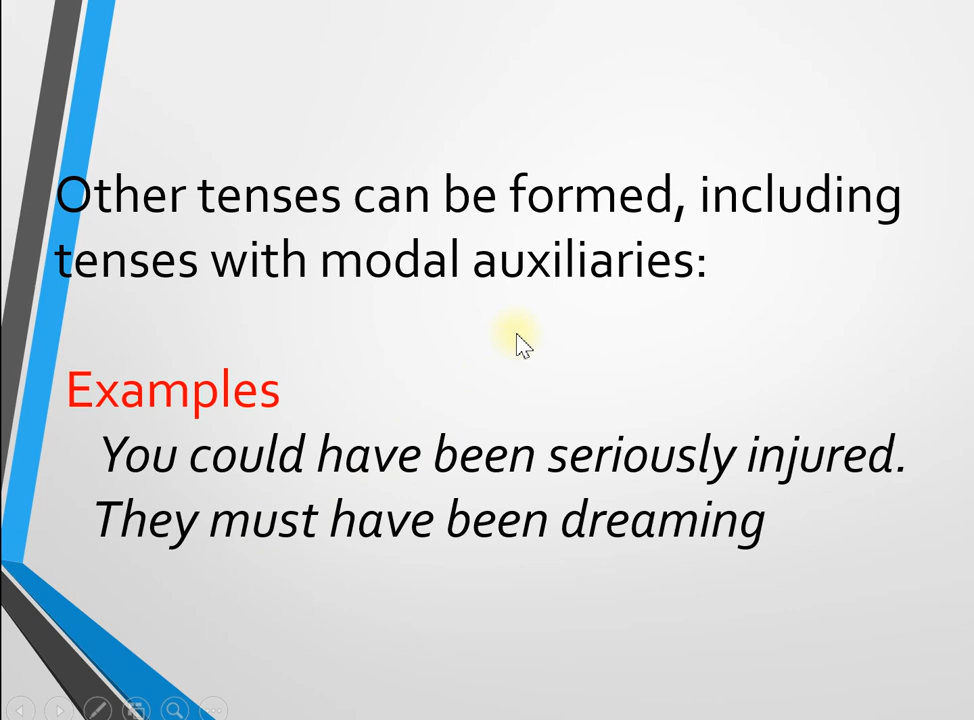 Other tenses can be formed, including
tenses with modal auxiliaries:
Examples
You could have been seriously injured.
They must have been dreaming